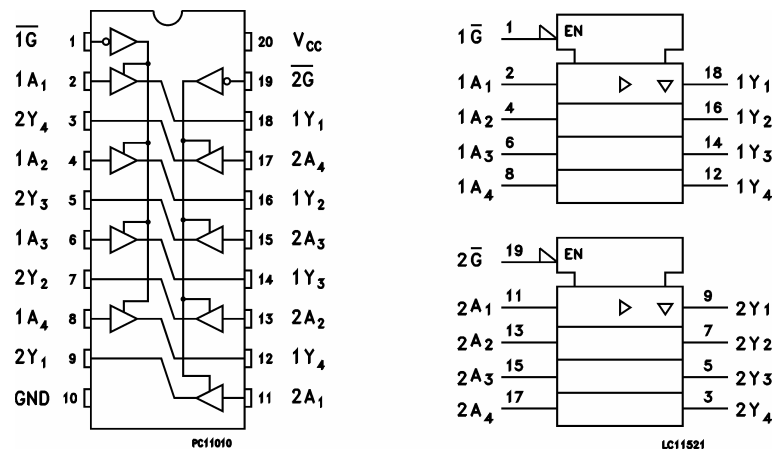 1G 1 20 VCC
1A1 2 19 2G
2Y4 3 18 1Y1
1A2 4 17 2A4
2Y3 5 16 1Y2
1A3 6 15 2A3
2Y2 7 14 1Y3
1A4 8 13 2A2
2Y1 9 12 1Y4
GND 10 11 2A1
PC11010
1G 1 EN
1A1 2 18 1Y1
1A2 4 16 1Y2
1A3 6 14 1Y3
1A4 8 12 1Y4
2G 19 EN
2A1 11 9 2Y1
2A2 13 7 2Y2
2A3 15 5 2Y3
2A4 17 3 2Y4
LC11521